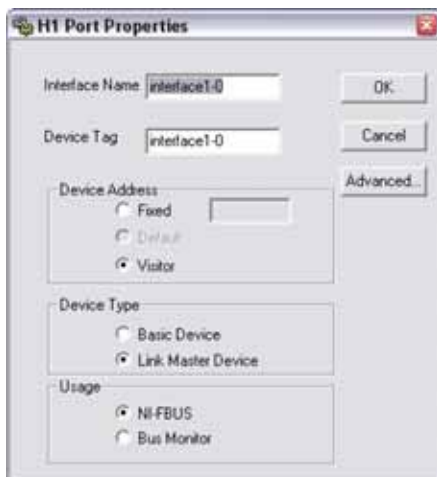 H1 Port Properties
Interface Name interface1-0
OK
Device Tag interface1-0
Cancel
Advanced...
Device Address
Fixed
Default
Visitor
Device Type
Basic Device
Link Master Device
Usage
NI-FBUS
Bus Monitor